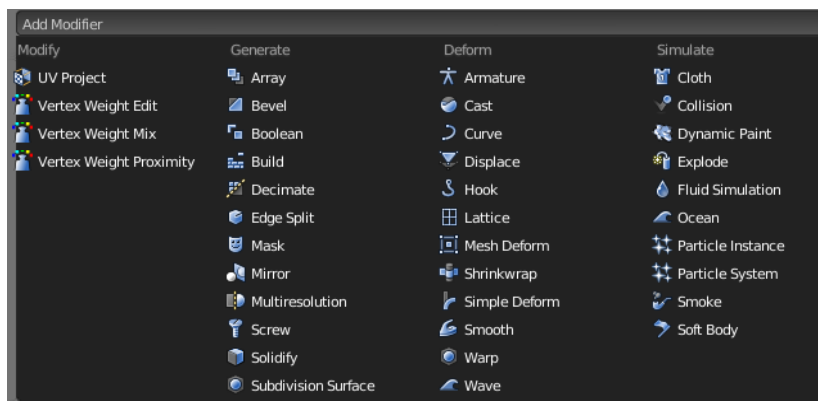 Add Modifier
Modify
UV Project
Vertex Weight Edit
Vertex Weight Mix
Vertex Weight Proximity
Generate
Array
Bevel
Boolean
Build
Decimate
Edge Split
Mask
Mirror
Multiresolution
Screw
Solidify
Subdivision Surface
Deform
Armature
Cast
Curve
Displace
Hook
Lattice
Mesh Deform
Shrinkwrap
Simple Deform
Smooth
Warp
Wave
Simulate
Cloth
Collision
Dynamic Paint
Explode
Fluid Simulation
Ocean
Particle Instance
Particle System
Smoke
Soft Body